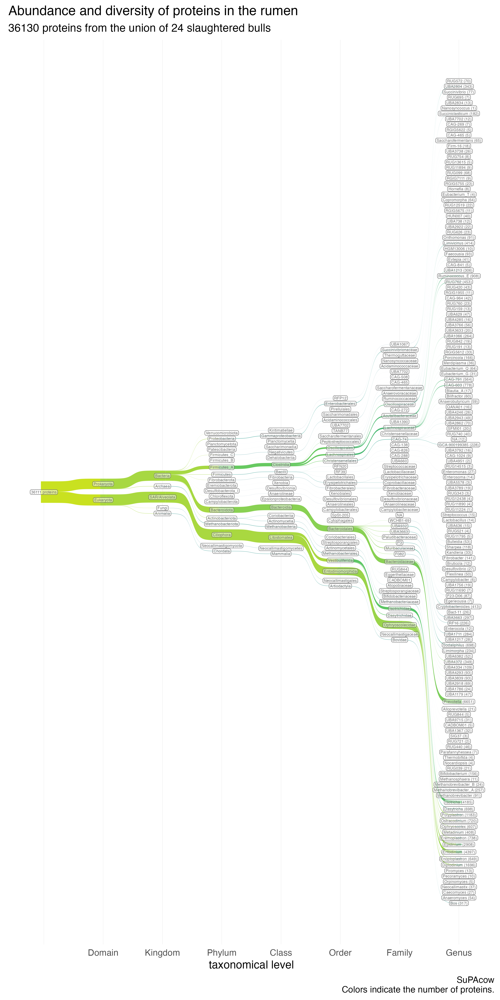 Abundance and diversity of proteins in the rumen
36130 proteins from the union of 24 slaughtered bulls
36111 proteins
Prokaryota
Eukaryota
Bacteria
Archaea
SAR/Alveolata
Fungi
Animalia
Verrucomicrobiota
Proteobacteria
Planctomycetota
Patescibacteria
Firmicutes_C
Firmicutes_B
Firmicutes_A
Firmicutes
Fibrobacterota
Eremiobacterota
Desulfobacterota_I
Chloroflexota
Campylobacterota
Bacteroidota
Actinobacteriota
Methanobacteriota
Ciliophora
Neocallimastigomycota
Chordata
Kiritimatiellae
Gammaproteobacteria
Planctomycetia
Saccharimonadia
Negativicutes
Dehalobacteriia
Clostridia
Bacilli
Fibrobacteria
Xenobia
Desulfovibrionia
Anaerolineae
Epsilonproteobacteria
Bacteroidia
Coriobacteriia
Actinomycetia
Methanobacteria
Litostomatea
Neocallimastigomycetes
Mammalia
RFP12
Enterobacterales
Pirellulales
Saccharimonadales
Acidaminococcales
UBA7702
TANB77
Saccharofermentanales
Peptostreptococcales
Oscillospirales
Lachnospirales
Christensenellales
RFN20
RF39
Lactobacillales
Erysipelotrichales
Fibrobacterales
Xenobiales
Desulfovibrionales
Anaerolineales
Campylobacterales
SpSt-205
Cytophagales
Bacteroidales
Coriobacteriales
Streptosporangiales
Actinomycetales
Methanobacteriales
Vestibuliferida
Entodiniomorphida
Neocallimastigales
Artiodactyla
UBA1067
Succinivibrionaceae
Thermoguttaceae
Nanosyncoccaceae
Acidaminococcaceae
UBA7702
CAG-508
CAG-465
Saccharofermentanaceae
Anaerovoracaceae
Ruminococcaceae
Oscillospiraceae
CAG-272
Acutalibacteraceae
UBA1390
Lachnospiraceae
Christensenellaceae
CAG-74
CAG-138
CAG-826
CAG-288
UBA660
Streptococcaceae
Lactobacillaceae
Erysipelotrichaceae
Coprobacillaceae
Fibrobacteraceae
Xenobiaceae
Desulfovibrionaceae
Anaerolineaceae
Campylobacteraceae
NA
WCHB1-69
UBA932
UBA3663
Paludibacteraceae
P3
Muribaculaceae
F082
Bacteroidaceae
RUG844
Eggerthellaceae
CADBOM01
Atopobiaceae
Streptosporangiaceae
Bifidobacteriaceae
Methanobacteriaceae
Isotrichidae
Dasytrichidae
Ophryoscolecidae
Neocallimastigaceae
Bovidae
RUG572 (70)
UBA2804 (343)
Succinivibrio (77)
RUG695 (7)
UBA2834 (13)
Nanosyncoccus (1)
Succiniclasticum (182)
UBA7702 (12)
CAG-269 (7)
RGIG5622 (5)
CAG-465 (5)
Saccharofermentans (65)
Firm-16 (18)
UBA3738 (26)
RUG754 (8)
RUG13615 (5)
RUG11894 (9)
RUG099 (68)
RGIG7111 (9)
RGIG5755 (23)
Hornefia (8)
Eubacterium_T (4)
Copromorpha (64)
RUG12519 (22)
RGIG5675 (11)
HUN007 (40)
UBA738 (12)
UBA2922 (22)
RUG626 (23)
Onthomonas (91)
Limivicinus (414)
HGM13006 (10)
Faecousia (93)
Evtepia (41)
CAG-841 (5)
UBA1213 (306)
Ruminococcus_E (908)
RUG762 (453)
RUG420 (43)
RGIG1955 (11)
CAG-964 (42)
RUG760 (23)
RUG159 (13)
UBA629 (47)
UBA4285 (16)
UBA3766 (56)
UBA3633 (20)
UBA1066 (264)
RUG842 (19)
RUG191 (13)
RGIG5612 (33)
Porcincola (166)
Merdiplasma (36)
Eubacterium_Q (64)
Eubacterium_G (31)
CAG-791 (564)
CAG-603 (778)
Blautia_A (17)
Bilifractor (60)
Anaerobutyricum (59)
QANA01 (16)
UBA4246 (26)
UBA2943 (49)
UBA2862 (70)
SFMI01 (20)
RUG740 (40)
NA (12)
GCA-900199385 (228)
UBA3792 (16)
CAG-1024 (9)
UBA4951 (2)
RUG14515 (3)
Enteromonas (27)
Enterosoma (14)
UBA5578 (3)
UBA3789 (19)
RUG343 (3)
RUG12438 (4)
RUG11890 (4)
RUG11224 (1)
Streptococcus (15)
Lactobacillus (14)
UBA636 (15)
RUG521 (4)
RUG11795 (5)
Bulleidia (53)
Sharpea (118)
Kandleria (33)
Fibrobacter (141)
Bruticola (12)
Desulfovibrio (27)
Flexilinea (50)
Campylobacter (6)
UBA1756 (19)
RUG11690 (7)
F23-D06 (87)
Egerieousia (7)
Cryptobacteroides (413)
Bact-11 (26)
UBA3663 (297)
RF16 (226)
Enterocola (12)
UBA1711 (284)
UBA1217 (28)
Sodaliphilus (698)
Limimorpha (234)
UBA6382 (52)
UBA4372 (349)
UBA4334 (109)
UBA4293 (93)
UBA3839 (93)
UBA2918 (69)
UBA1786 (24)
UBA1179 (47)
Prevotella (6651)
Alloprevotella (21)
RUG844 (5)
UBA9715 (31)
CADBOM01 (5)
UBA1367 (32)
SIG37 (3)
RUG721 (2)
RUG440 (46)
Parafannyhessea (7)
Thermobifida (4)
Nocardiopsis (4)
RUG039 (21)
Bifidobacterium (156)
Methanosphaera (11)
Methanobrevibacter_B (24)
Methanobrevibacter_A (257)
Methanobrevibacter (91)
Isotricha (4185)
Dasytricha (698)
Polyplastron (1183)
Ostracodinium (720)
Ophryoscolex (607)
Metadinium (408)
Eremoplastron (738)
Epidinium (2908)
Entodinium (4397)
Enoploplastron (649)
Diplodinium (1696)
Piromyces (13)
Pecoramyces (10)
Orpinomyces (5)
Neocallimastix (37)
Caecomyces (27)
Anaeromyces (54)
Bos (317)
Domain Kingdom Phylum Class Order Family Genus
taxonomical level
SuPAcow
Colors indicate the number of proteins.